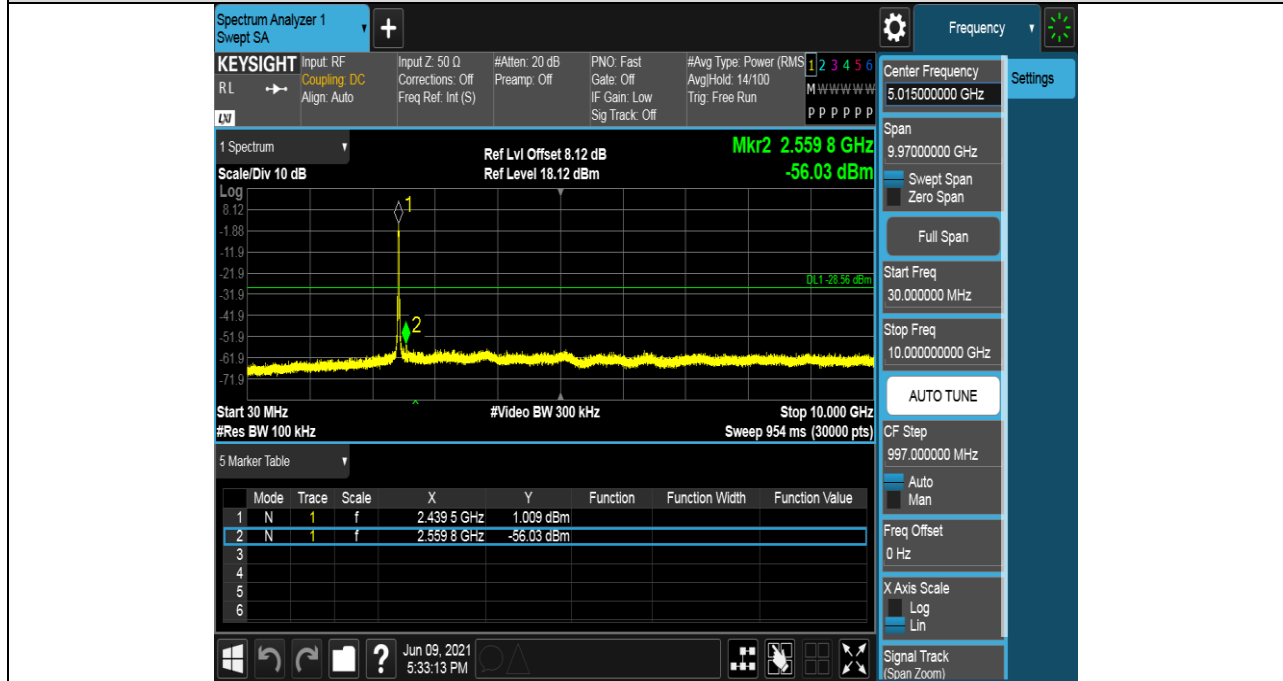 Spectrum Analyzer 1
Swept SA
+
Frequency
KEYSIGHT
RL
LXI
Input: RF
Coupling: DC
Align: Auto
Input Z: 50 Ω
Corrections: Off
Freq Ref: Int (S)
#Atten: 20 dB
Preamp: Off
PNO: Fast
Gate: Off
IF Gain: Low
Sig Track: Off
#Avg Type: Power (RMS
Avg|Hold: 14/100
Trig: Free Run
1 2 3 4 5 6
M W W W W W
P P P P P P
Center Frequency
5.015000000 GHz
Settings
1 Spectrum
Scale/Div 10 dB
Ref Lvl Offset 8.12 dB
Ref Level 18.12 dBm
Mkr2 2.559 8 GHz
-56.03 dBm
Log
8.12
-1.88
-11.9
-21.9
-31.9
-41.9
-51.9
-61.9
-71.9
1
2
DL1 -28.56 dBm
Start 30 MHz
#Res BW 100 kHz
#Video BW 300 kHz
Stop 10.000 GHz
Sweep 954 ms (30000 pts)
Span
9.97000000 GHz
Swept Span
Zero Span
Full Span
Start Freq
30.000000 MHz
Stop Freq
10.000000000 GHz
AUTO TUNE
CF Step
997.000000 MHz
Auto
Man
Freq Offset
0 Hz
X Axis Scale
Log
Lin
Signal Track
(Span Zoom)
5 Marker Table
Mode Trace Scale X Y Function Function Width Function Value
1 N 1 f 2.439 5 GHz 1.009 dBm
2 N 1 f 2.559 8 GHz -56.03 dBm
3
4
5
6
?
Jun 09, 2021
5:33:13 PM